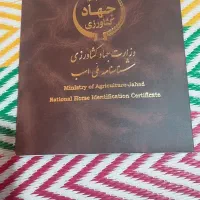 جهاد
کشاورزی
وزارت جهاد کشاورزی
شناسنامه ملی اسب
Ministry of Agriculture-Jahad
National Horse Identification Certificate